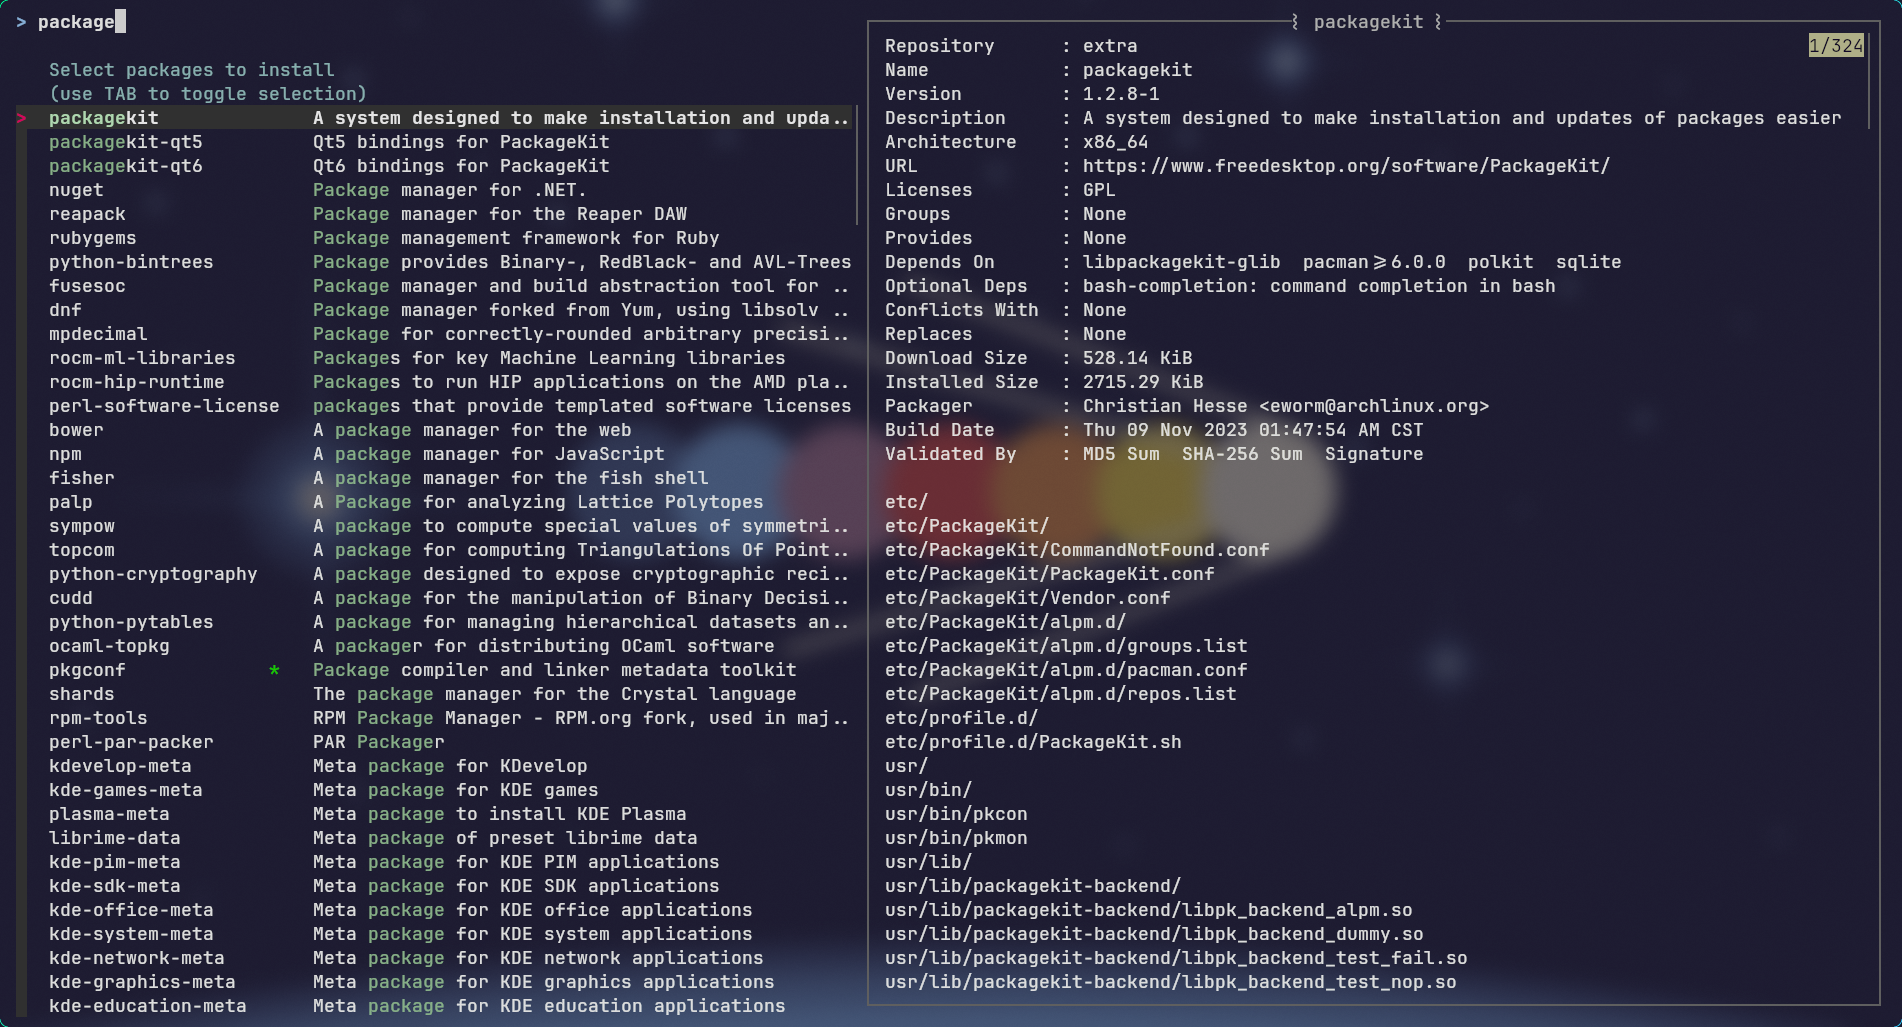 > package
Select packages to install
(use TAB to toggle selection)
> packagekit A system designed to make installation and upda..
packagekit-qt5 Qt5 bindings for PackageKit
packagekit-qt6 Qt6 bindings for PackageKit
nuget Package manager for .NET.
reapack Package manager for the Reaper DAW
rubygems Package management framework for Ruby
python-bintrees Package provides Binary-, RedBlack- and AVL-Trees
fusesoc Package manager and build abstraction tool for ..
dnf Package manager forked from Yum, using libsolv ..
mpdecimal Package for correctly-rounded arbitrary precisi..
rocm-ml-libraries Packages for key Machine Learning libraries
rocm-hip-runtime Packages to run HIP applications on the AMD pla..
perl-software-license packages that provide templated software licenses
bower A package manager for the web
npm A package manager for JavaScript
fisher A package manager for the fish shell
palp A Package for analyzing Lattice Polytopes
sympow A package to compute special values of symmetri..
topcom A package for computing Triangulations Of Point..
python-cryptography A package designed to expose cryptographic reci..
cudd A package for the manipulation of Binary Decisi..
python-pytables A package for managing hierarchical datasets an..
ocaml-topkg A packager for distributing OCaml software
pkgconf * Package compiler and linker metadata toolkit
shards The package manager for the Crystal language
rpm-tools RPM Package Manager - RPM.org fork, used in maj..
perl-par-packer PAR Packager
kdevelop-meta Meta package for KDevelop
kde-games-meta Meta package for KDE games
plasma-meta Meta package to install KDE Plasma
librime-data Meta package of preset librime data
kde-pim-meta Meta package for KDE PIM applications
kde-sdk-meta Meta package for KDE SDK applications
kde-office-meta Meta package for KDE office applications
kde-system-meta Meta package for KDE system applications
kde-network-meta Meta package for KDE network applications
kde-graphics-meta Meta package for KDE graphics applications
kde-education-meta Meta package for KDE education applications
packagekit
1/324
Repository : extra
Name : packagekit
Version : 1.2.8-1
Description : A system designed to make installation and updates of packages easier
Architecture : x86_64
URL : https://www.freedesktop.org/software/PackageKit/
Licenses : GPL
Groups : None
Provides : None
Depends On : libpackagekit-glib pacman>=6.0.0 polkit sqlite
Optional Deps : bash-completion: command completion in bash
Conflicts With : None
Replaces : None
Download Size : 528.14 KiB
Installed Size : 2715.29 KiB
Packager : Christian Hesse <eworm@archlinux.org>
Build Date : Thu 09 Nov 2023 01:47:54 AM CST
Validated By : MD5 Sum SHA-256 Sum Signature
etc/
etc/PackageKit/
etc/PackageKit/CommandNotFound.conf
etc/PackageKit/PackageKit.conf
etc/PackageKit/Vendor.conf
etc/PackageKit/alpm.d/
etc/PackageKit/alpm.d/groups.list
etc/PackageKit/alpm.d/pacman.conf
etc/PackageKit/alpm.d/repos.list
etc/profile.d/
etc/profile.d/PackageKit.sh
usr/
usr/bin/
usr/bin/pkcon
usr/bin/pkmon
usr/lib/
usr/lib/packagekit-backend/
usr/lib/packagekit-backend/libpk_backend_alpm.so
usr/lib/packagekit-backend/libpk_backend_dummy.so
usr/lib/packagekit-backend/libpk_backend_test_fail.so
usr/lib/packagekit-backend/libpk_backend_test_nop.so